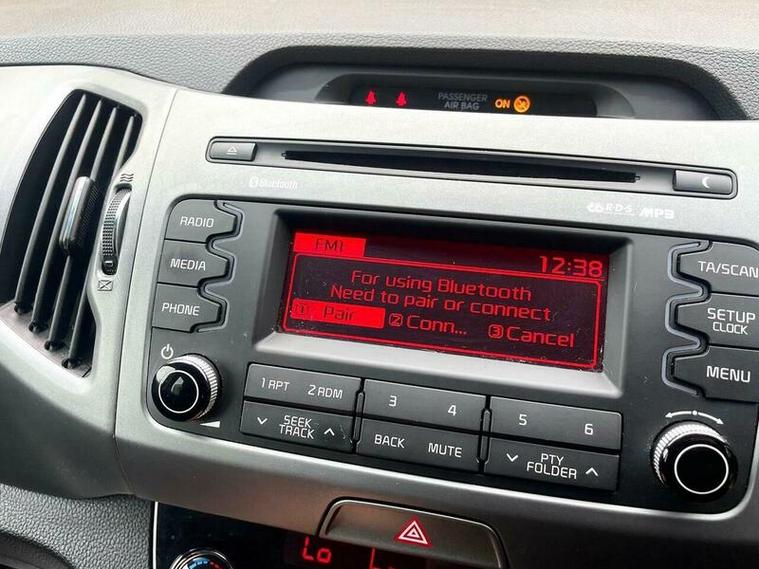 PASSENGER
AIR BAG
ON
Bluetooth
R·D·S
MP3
RADIO
MEDIA
PHONE
FM1
12:38
For using Bluetooth
Need to pair or connect
1 Pair
2 Conn...
3 Cancel
TA/SCAN
SETUP
CLOCK
MENU
1 RPT
2 RDM
3
4
5
6
SEEK
TRACK
BACK
MUTE
PTY
FOLDER
Lo